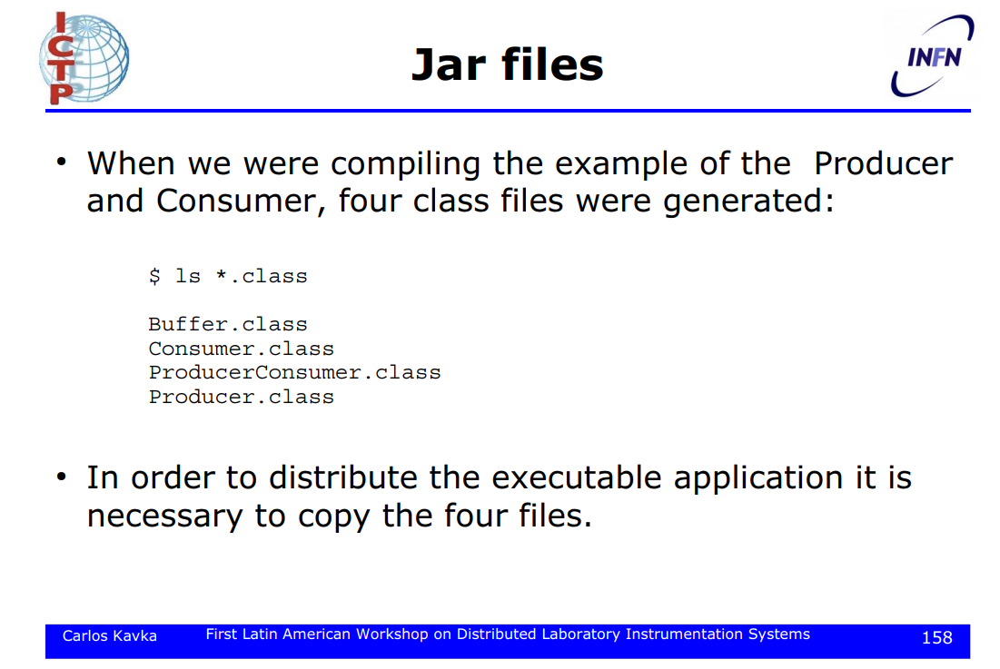 ICTP
INFN
Jar files
• When we were compiling the example of the  Producer
and Consumer, four class files were generated:
$ ls *.class
Buffer.class
Consumer.class
ProducerConsumer.class
Producer.class
• In order to distribute the executable application it is
necessary to copy the four files.
Carlos Kavka First Latin American Workshop on Distributed Laboratory Instrumentation Systems 158